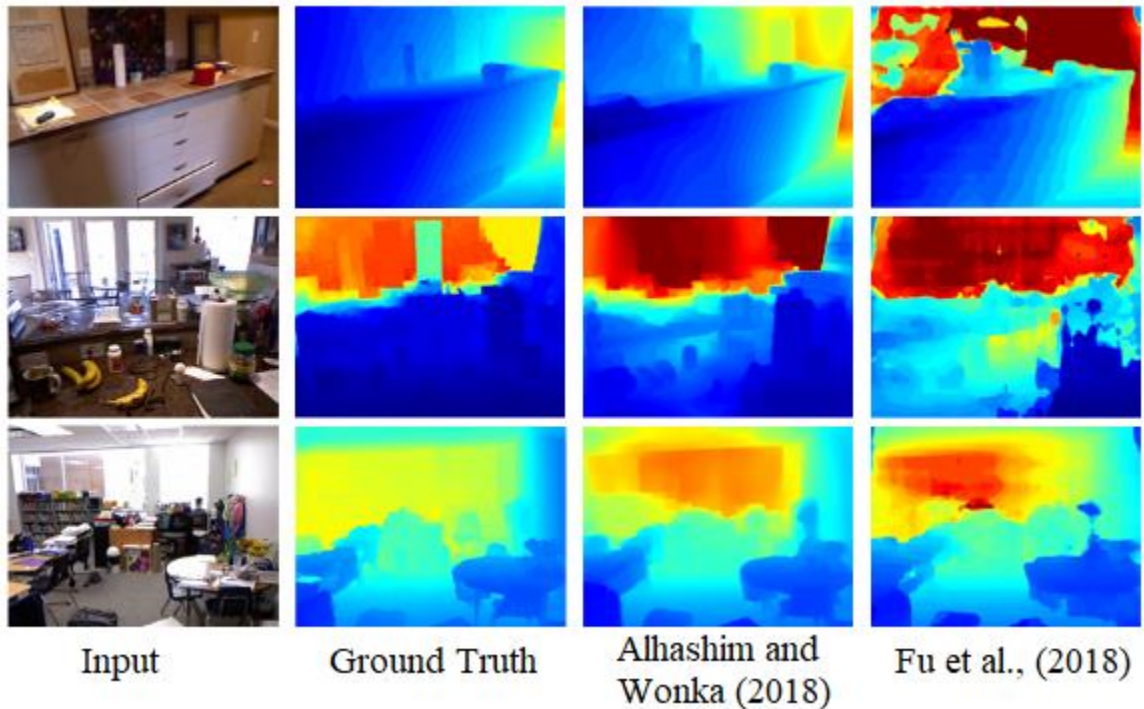 Input
Ground Truth
Alhashim and
Wonka (2018)
Fu et al., (2018)